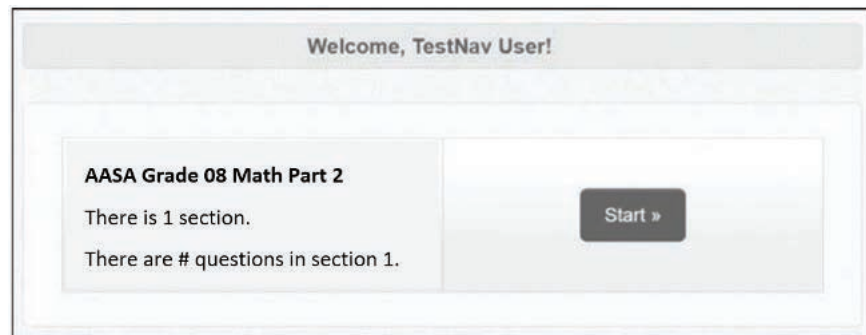 Welcome, TestNav User!
AASA Grade 08 Math Part 2
There is 1 section.
There are # questions in section 1.
Start »